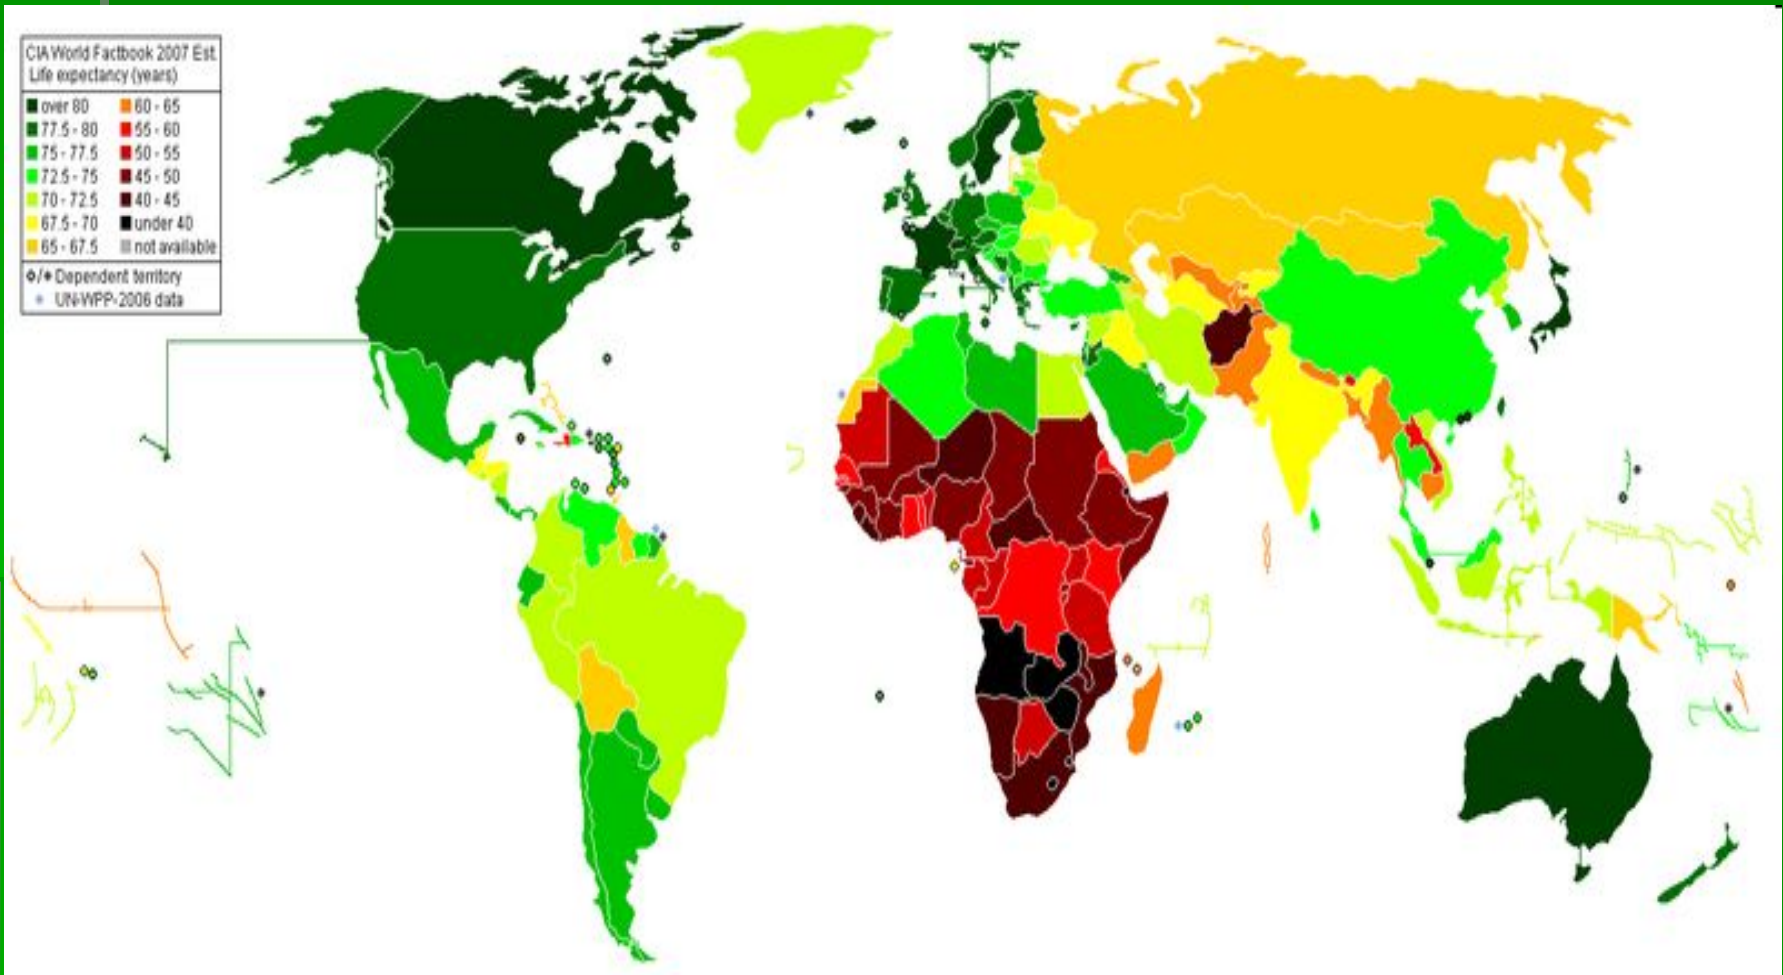 CIA World Factbook 2007 Est.
Life expectancy (years)
over 80
77.5 - 80
75 - 77.5
72.5 - 75
70 - 72.5
67.5 - 70
65 - 67.5
60 - 65
55 - 60
50 - 55
45 - 50
40 - 45
under 40
not available
/ Dependent territory
UN-WPP-2006 data